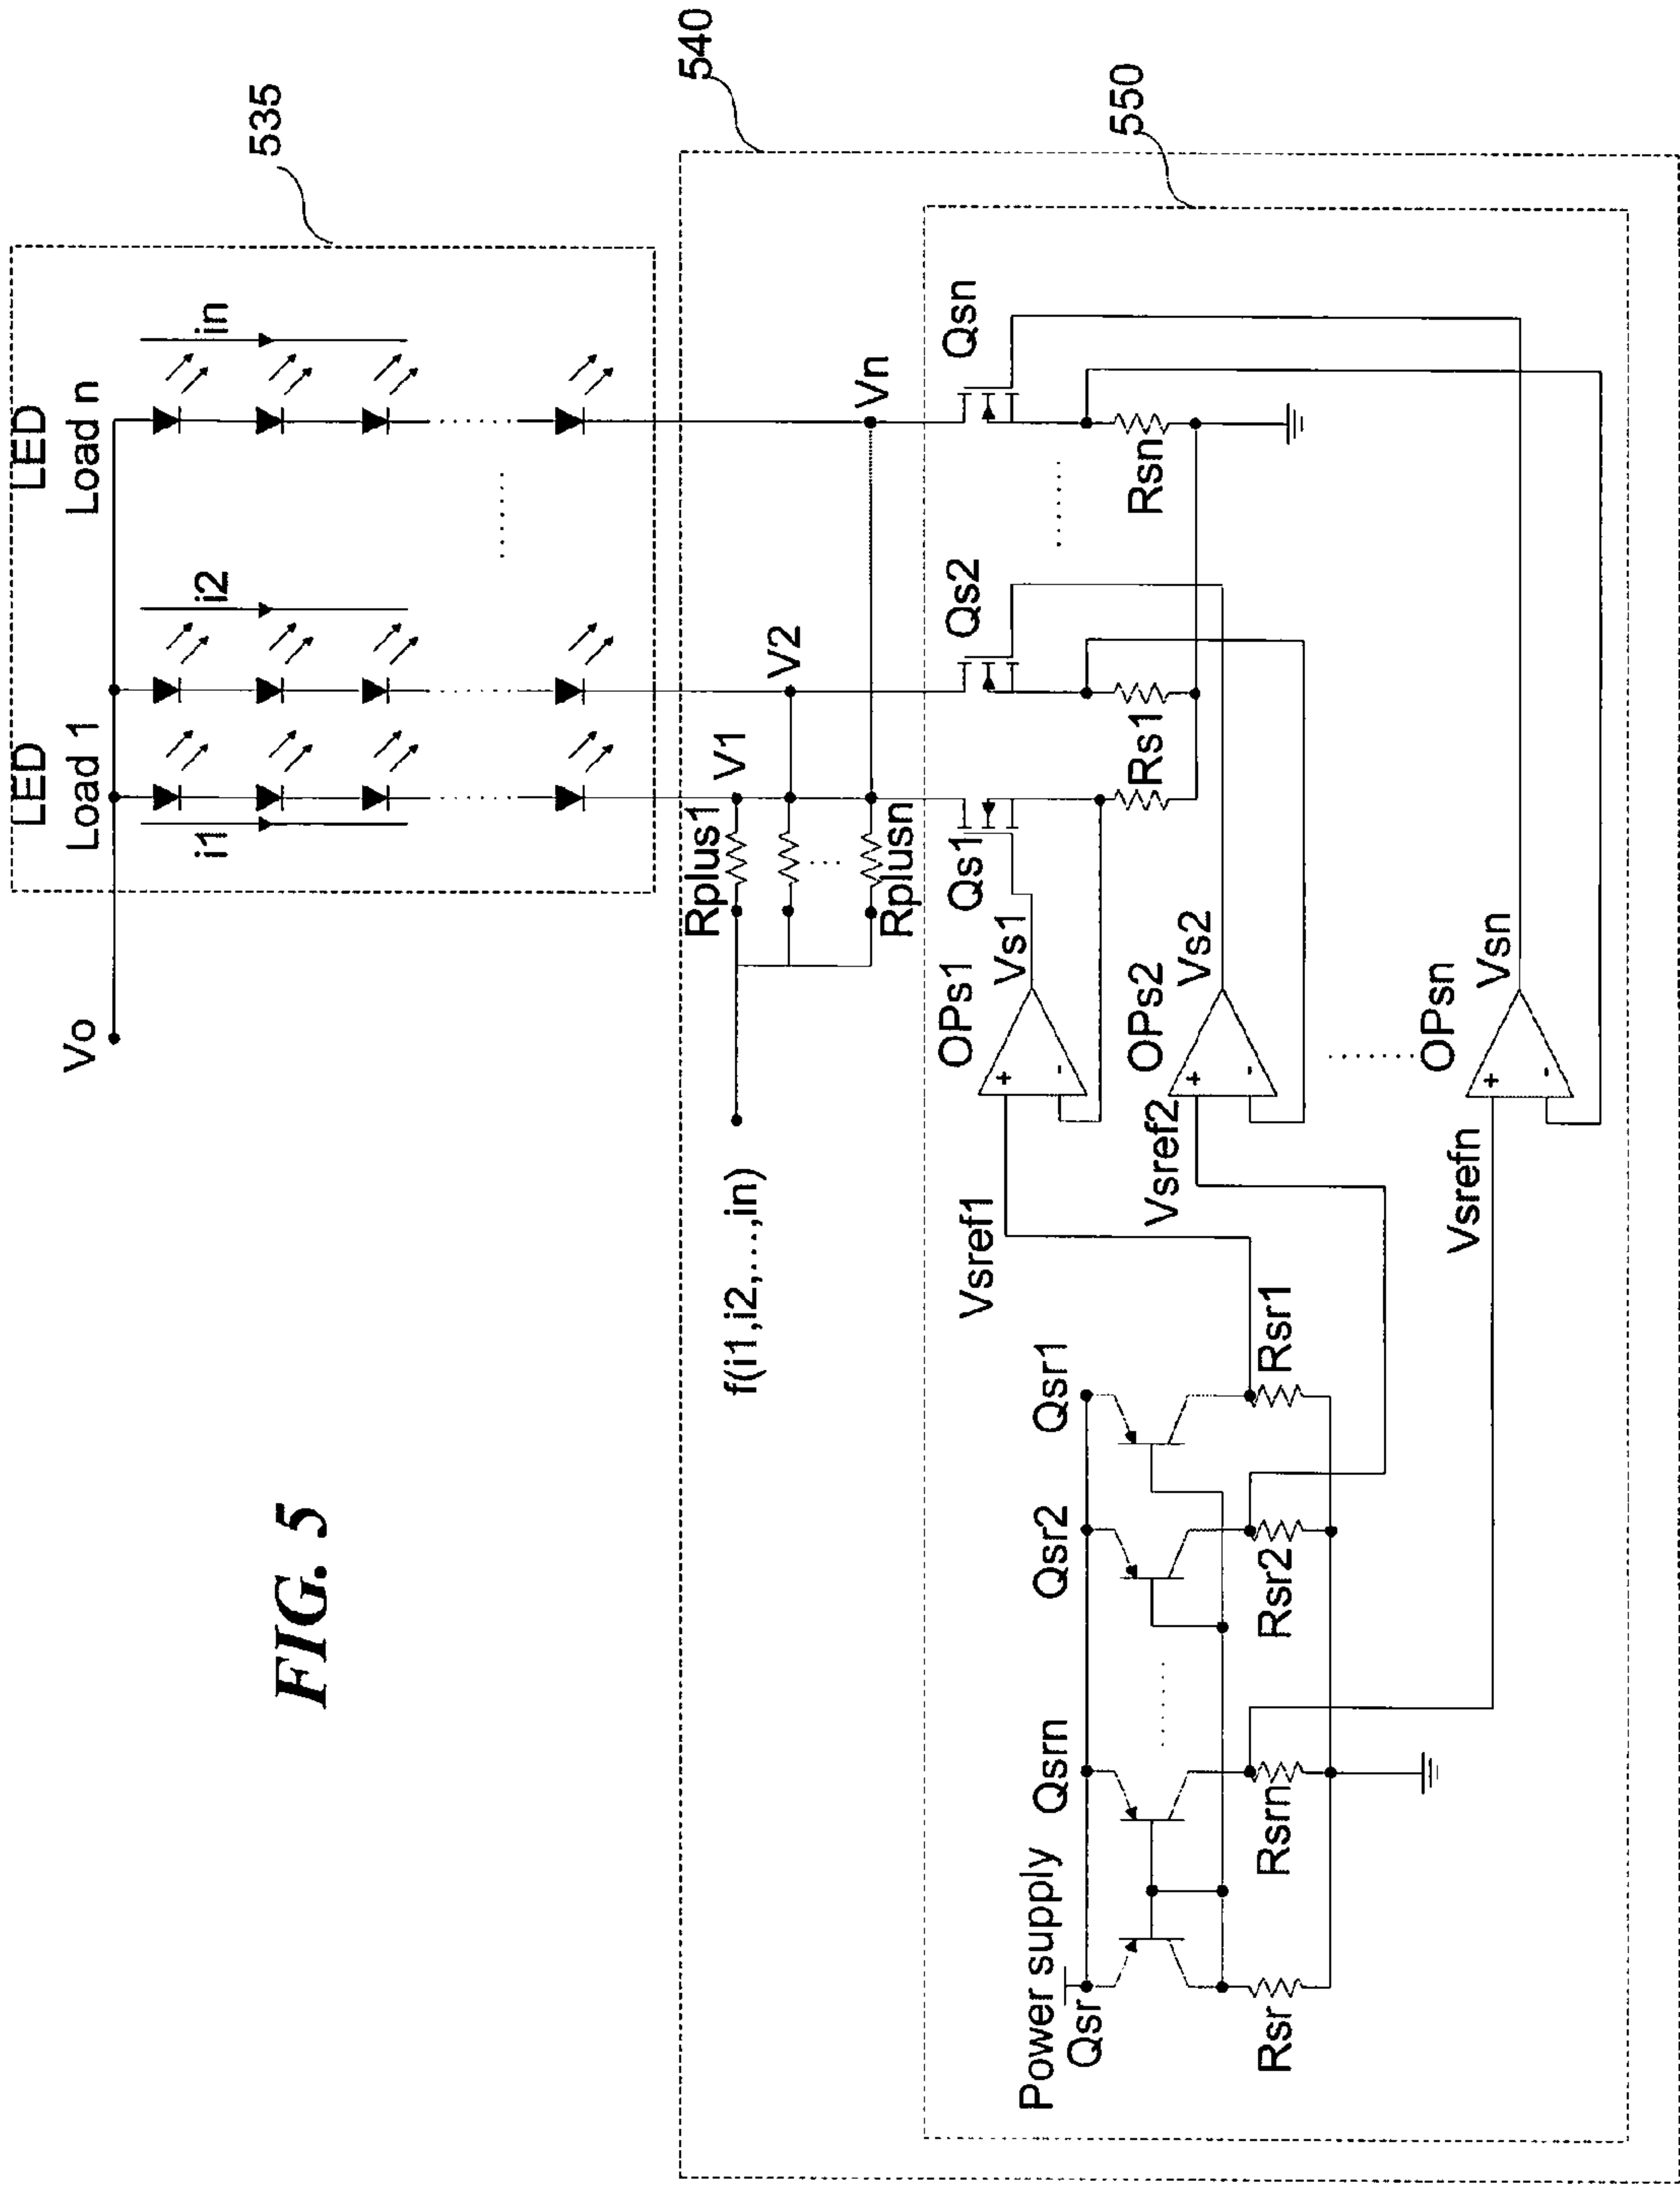 FIG. 5
535
540
550
LED
Load 1
LED
Load n
Vo
i1
i2
in
f(i1,i2,...,in)
Rplus1
Rplusn
V1
V2
Vn
Power supply
Qsr
Qsrn
Qsr2
Qsr1
Rsr
Rsrn
Rsr2
Rsr1
Vsref1
Vsref2
Vsrefn
OPs1
OPs2
OPsn
+
-
+
-
+
-
Vs1
Vs2
Vsn
Qs1
Qs2
Qsn
Rs1
Rsn